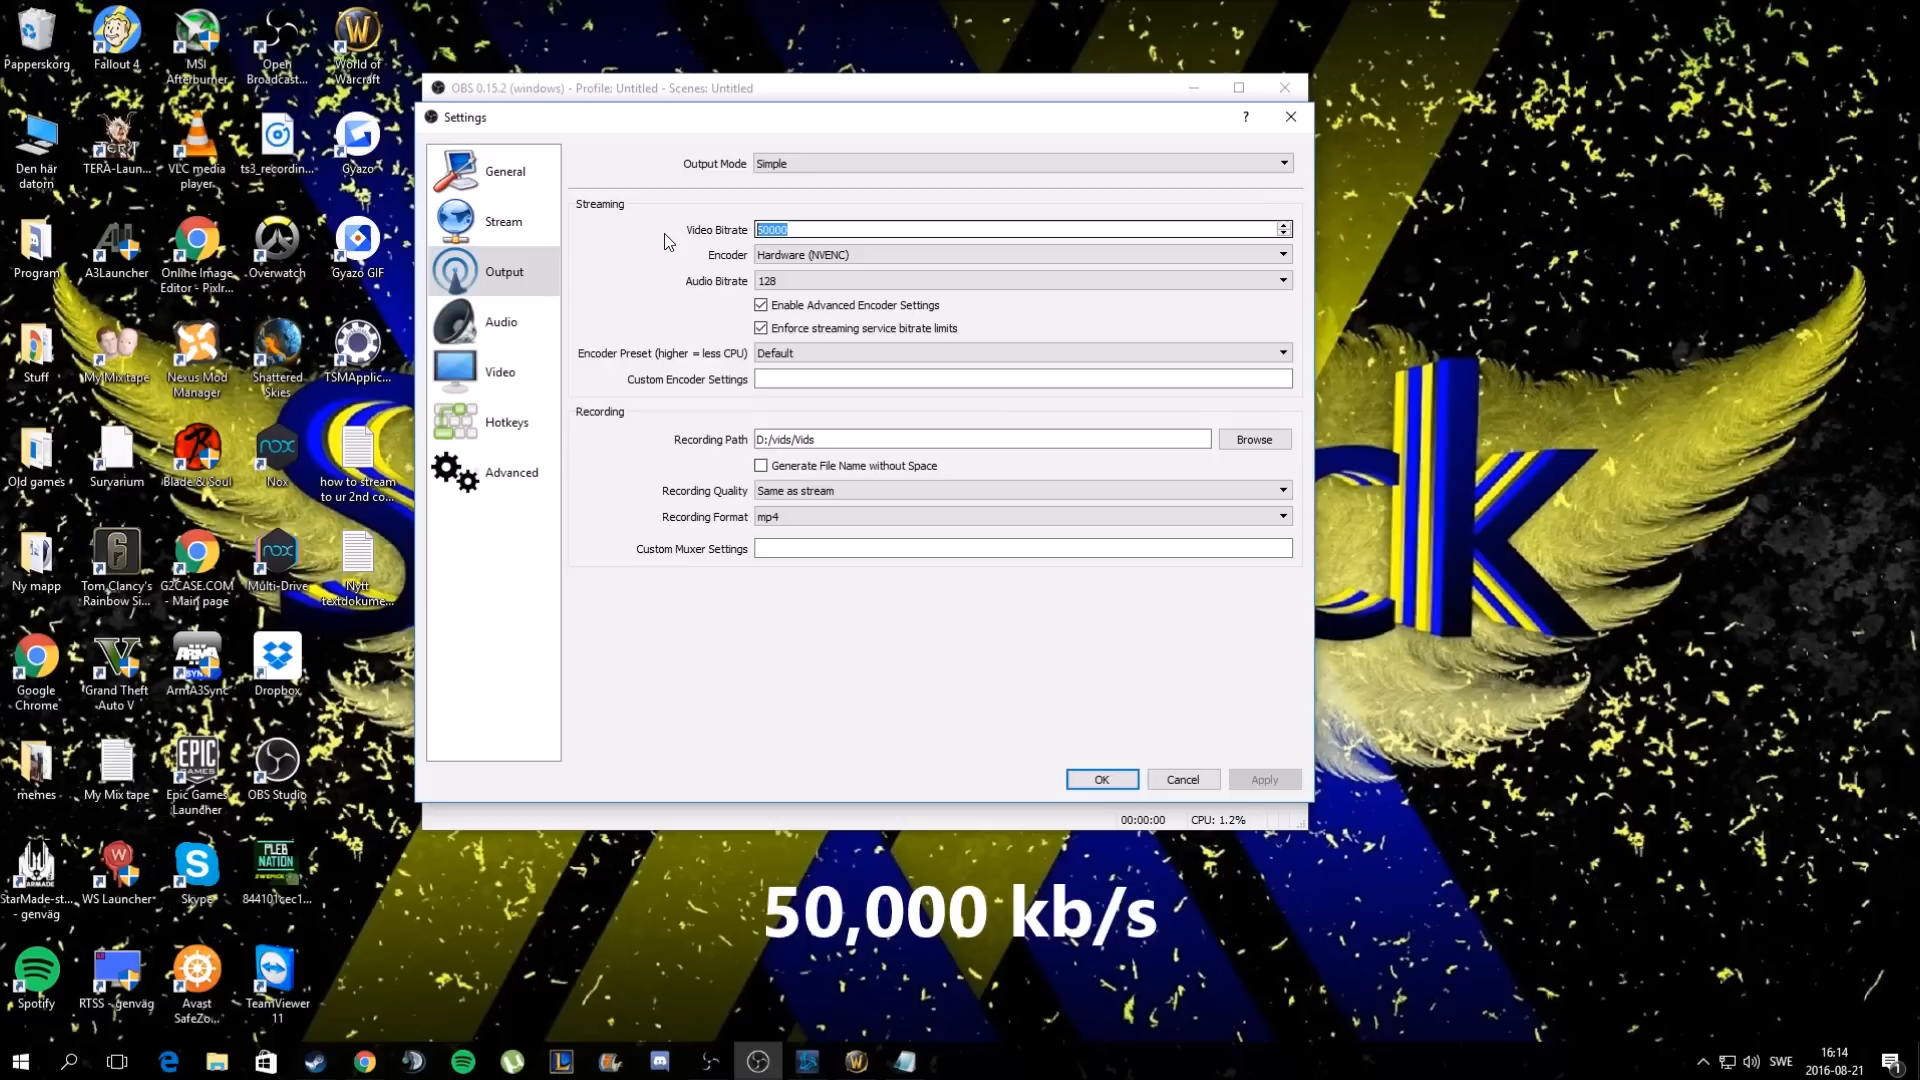 Papperskorg
Fallout 4
MSI
Afterburner
Open
Broadcast...
World of
Warcraft
Den här
datorn
TERA-Laun...
VLC media
player
ts3_recordin...
Gyazo
Program
A3Launcher
Online Image
Editor - Pixlr...
Overwatch
Gyazo GIF
Stuff
My Mix tape
Nexus Mod
Manager
Shattered
Skies
TSMApplic...
Old games
Survarium
Blade & Soul
Nox
how to stream
to ur 2nd co...
Ny mapp
Tom Clancy's
Rainbow Si...
G2CASE.COM
- Main page
Multi-Drive
Nytt
textdokume...
Google
Chrome
Grand Theft
Auto V
ArmA3Sync
Dropbox
memes
My Mix tape
Epic Games
Launcher
OBS Studio
StarMade-st...
- genväg
WS Launcher
Skype
844101cec1...
Spotify
RTSS - genväg
Avast
SafeZo...
TeamViewer
11
OBS 0.15.2 (windows) - Profile: Untitled - Scenes: Untitled
Settings
?
General
Stream
Output
Audio
Video
Hotkeys
Advanced
Output Mode Simple
Streaming
Video Bitrate 50000
Encoder Hardware (NVENC)
Audio Bitrate 128
Enable Advanced Encoder Settings
Enforce streaming service bitrate limits
Encoder Preset (higher = less CPU) Default
Custom Encoder Settings
Recording
Recording Path D:/vids/Vids Browse
Generate File Name without Space
Recording Quality Same as stream
Recording Format mp4
Custom Muxer Settings
OK Cancel Apply
00:00:00 CPU: 1.2%
50,000 kb/s
SWE
16:14
2016-08-21